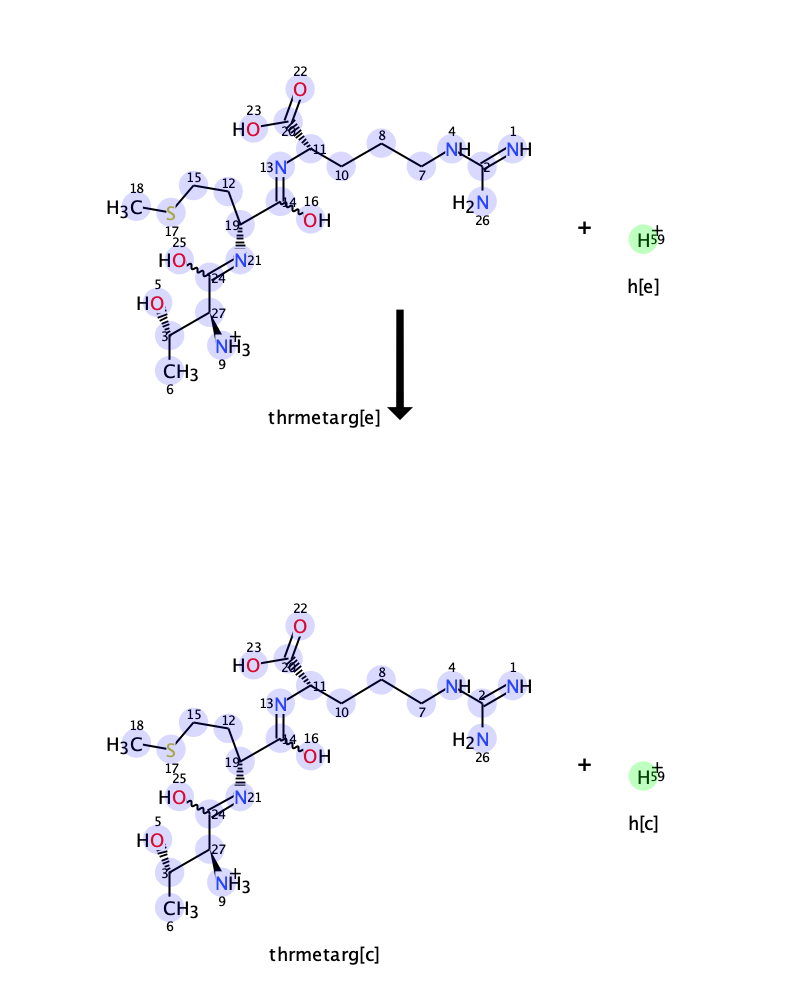 22
O
23
HO
20
11
8
4
NH
1
NH
13
N
10
7
2
H2N
26
18
H3C
15
12
14
16
OH
S
17
19
25
HO
N 21
24
5
HO
3
27
NH3+
9
CH3
6
+
H+ 59
h[e]
thrmetarg[e]
22
O
23
HO
20
11
8
4
NH
1
NH
13
N
10
7
2
H2N
26
18
H3C
15
12
14
16
OH
S
17
19
25
HO
N 21
24
5
HO
3
27
NH3+
9
CH3
6
+
H+ 59
h[c]
thrmetarg[c]